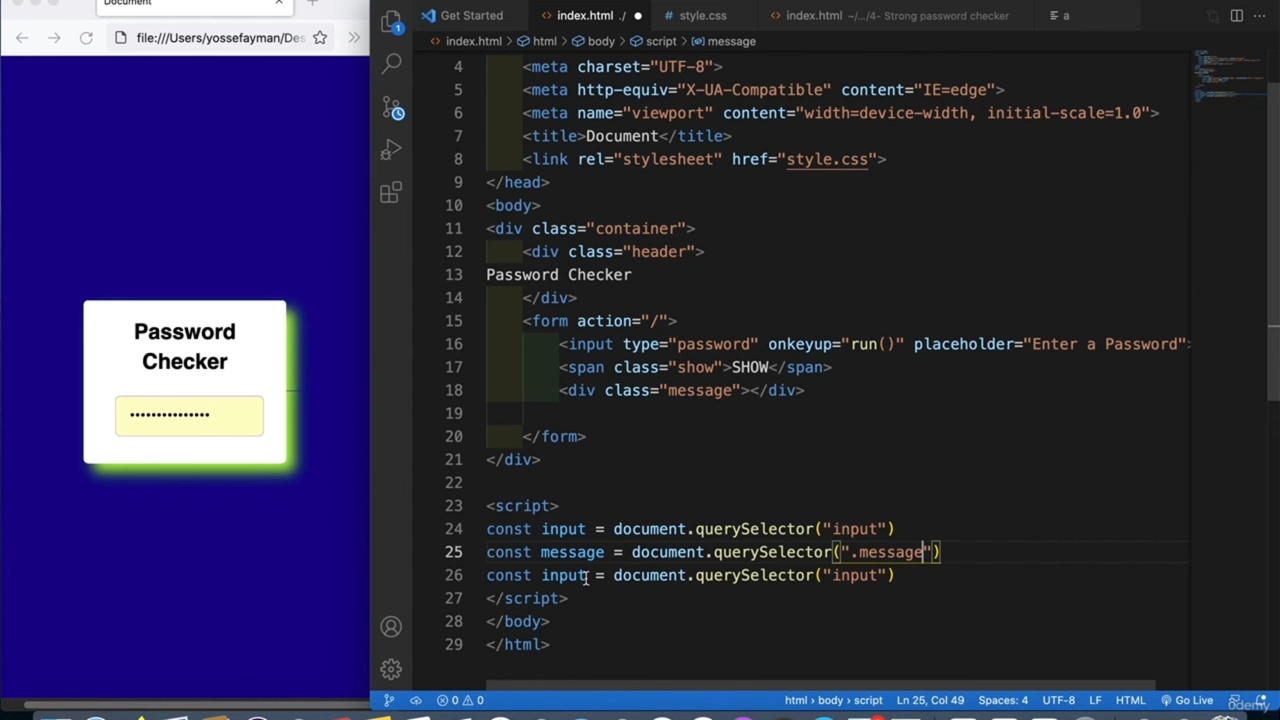 Document
file:///Users/yossefayman/Des
Password
Checker
Get Started
index.html ./
style.css
index.html ~/.../4- Strong password checker
a
index.html > html > body > script > message
1
4 <meta charset="UTF-8">
5 <meta http-equiv="X-UA-Compatible" content="IE=edge">
6 <meta name="viewport" content="width=device-width, initial-scale=1.0">
7 <title>Document</title>
8 <link rel="stylesheet" href="style.css">
9 </head>
10 <body>
11 <div class="container">
12 <div class="header">
13 Password Checker
14 </div>
15 <form action="/">
16 <input type="password" onkeyup="run()" placeholder="Enter a Password">
17 <span class="show">SHOW</span>
18 <div class="message"></div>
19
20 </form>
21 </div>
22
23 <script>
24 const input = document.querySelector("input")
25 const message = document.querySelector(".message")
26 const input = document.querySelector("input")
27 </script>
28 </body>
29 </html>
0 0 html > body > script Ln 25, Col 49 Spaces: 4 UTF-8 LF HTML Go Live
udemy